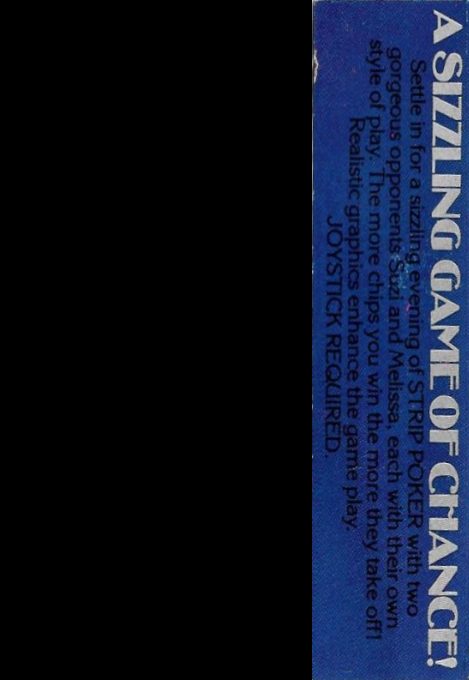 A SIZZLING GAME OF CHANCE!
Settle in for a sizzling evening of STRIP POKER with two
gorgeous opponents Suzi and Melissa, each with their own
style of play. The more chips you win the more they take off!
Realistic graphics enhance the game play.
JOYSTICK REQUIRED.